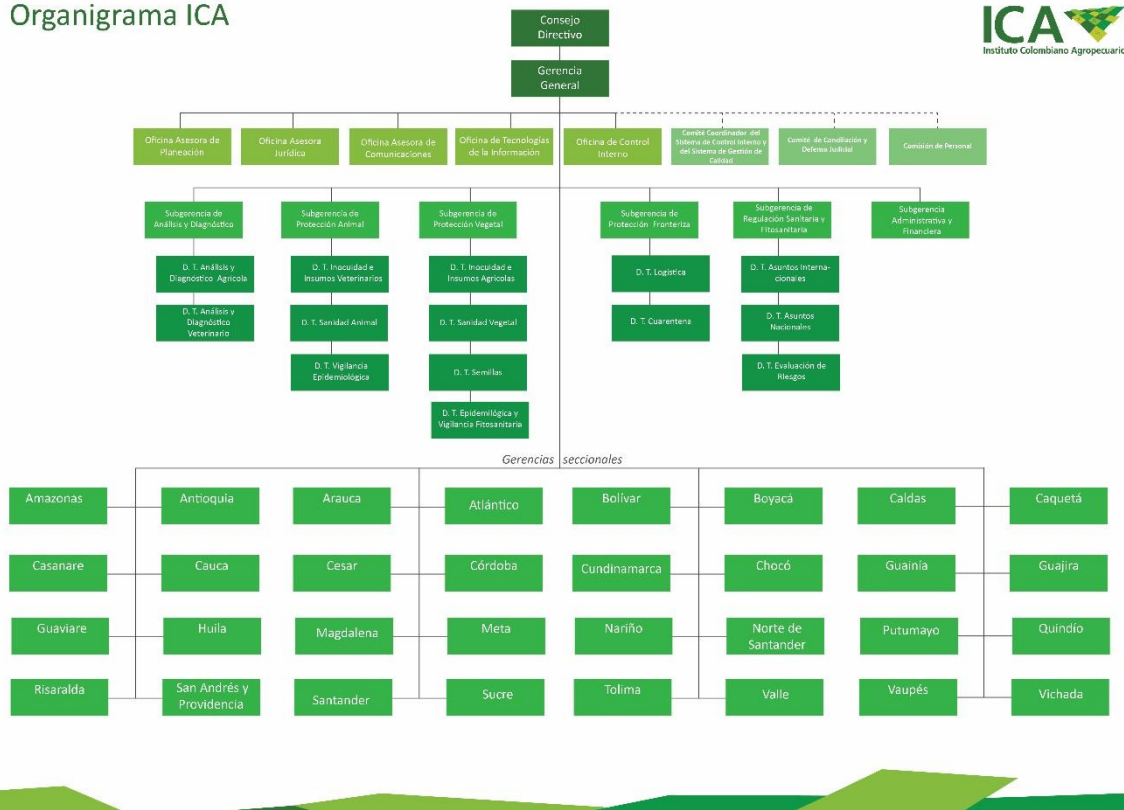 Organigrama ICA
ICA
Instituto Colombiano Agropecuario
Consejo
Directivo
Gerencia
General
Oficina Asesora de
Planeación
Oficina Asesora
Jurídica
Oficina Asesora de
Comunicaciones
Oficina de Tecnologías
de la Información
Oficina de Control
Interno
Comité Coordinador del
Sistema de Control Interno y
del Sistema de Gestión de
Calidad
Comité de Conciliación y
Defensa Judicial
Comisión de Personal
Subgerencia de
Análisis y Diagnóstico
Subgerencia de
Protección Animal
Subgerencia de
Protección Vegetal
Subgerencia de
Protección Fronteriza
Subgerencia de
Regulación Sanitaria y
Fitosanitaria
Subgerencia
Administrativa y
Financiera
D. T. Análisis y
Diagnóstico Agrícola
D. T. Inocuidad e
Insumos Veterinarios
D. T. Inocuidad e
Insumos Agrícolas
D. T. Logística
D. T. Asuntos Interna-
cionales
D. T. Análisis y
Diagnóstico
Veterinario
D. T. Sanidad Animal
D. T. Sanidad Vegetal
D. T. Cuarentena
D. T. Asuntos
Nacionales
D. T. Vigilancia
Epidemiológica
D. T. Semillas
D. T. Evaluación de
Riesgos
D. T. Epidemilógica y
Vigilancia Fitosanitaria
Gerencias seccionales
Amazonas
Antioquia
Arauca
Atlántico
Bolívar
Boyacá
Caldas
Caquetá
Casanare
Cauca
Cesar
Córdoba
Cundinamarca
Chocó
Guainía
Guajira
Guaviare
Huila
Magdalena
Meta
Nariño
Norte de
Santander
Putumayo
Quindío
Risaralda
San Andrés y
Providencia
Santander
Sucre
Tolima
Valle
Vaupés
Vichada